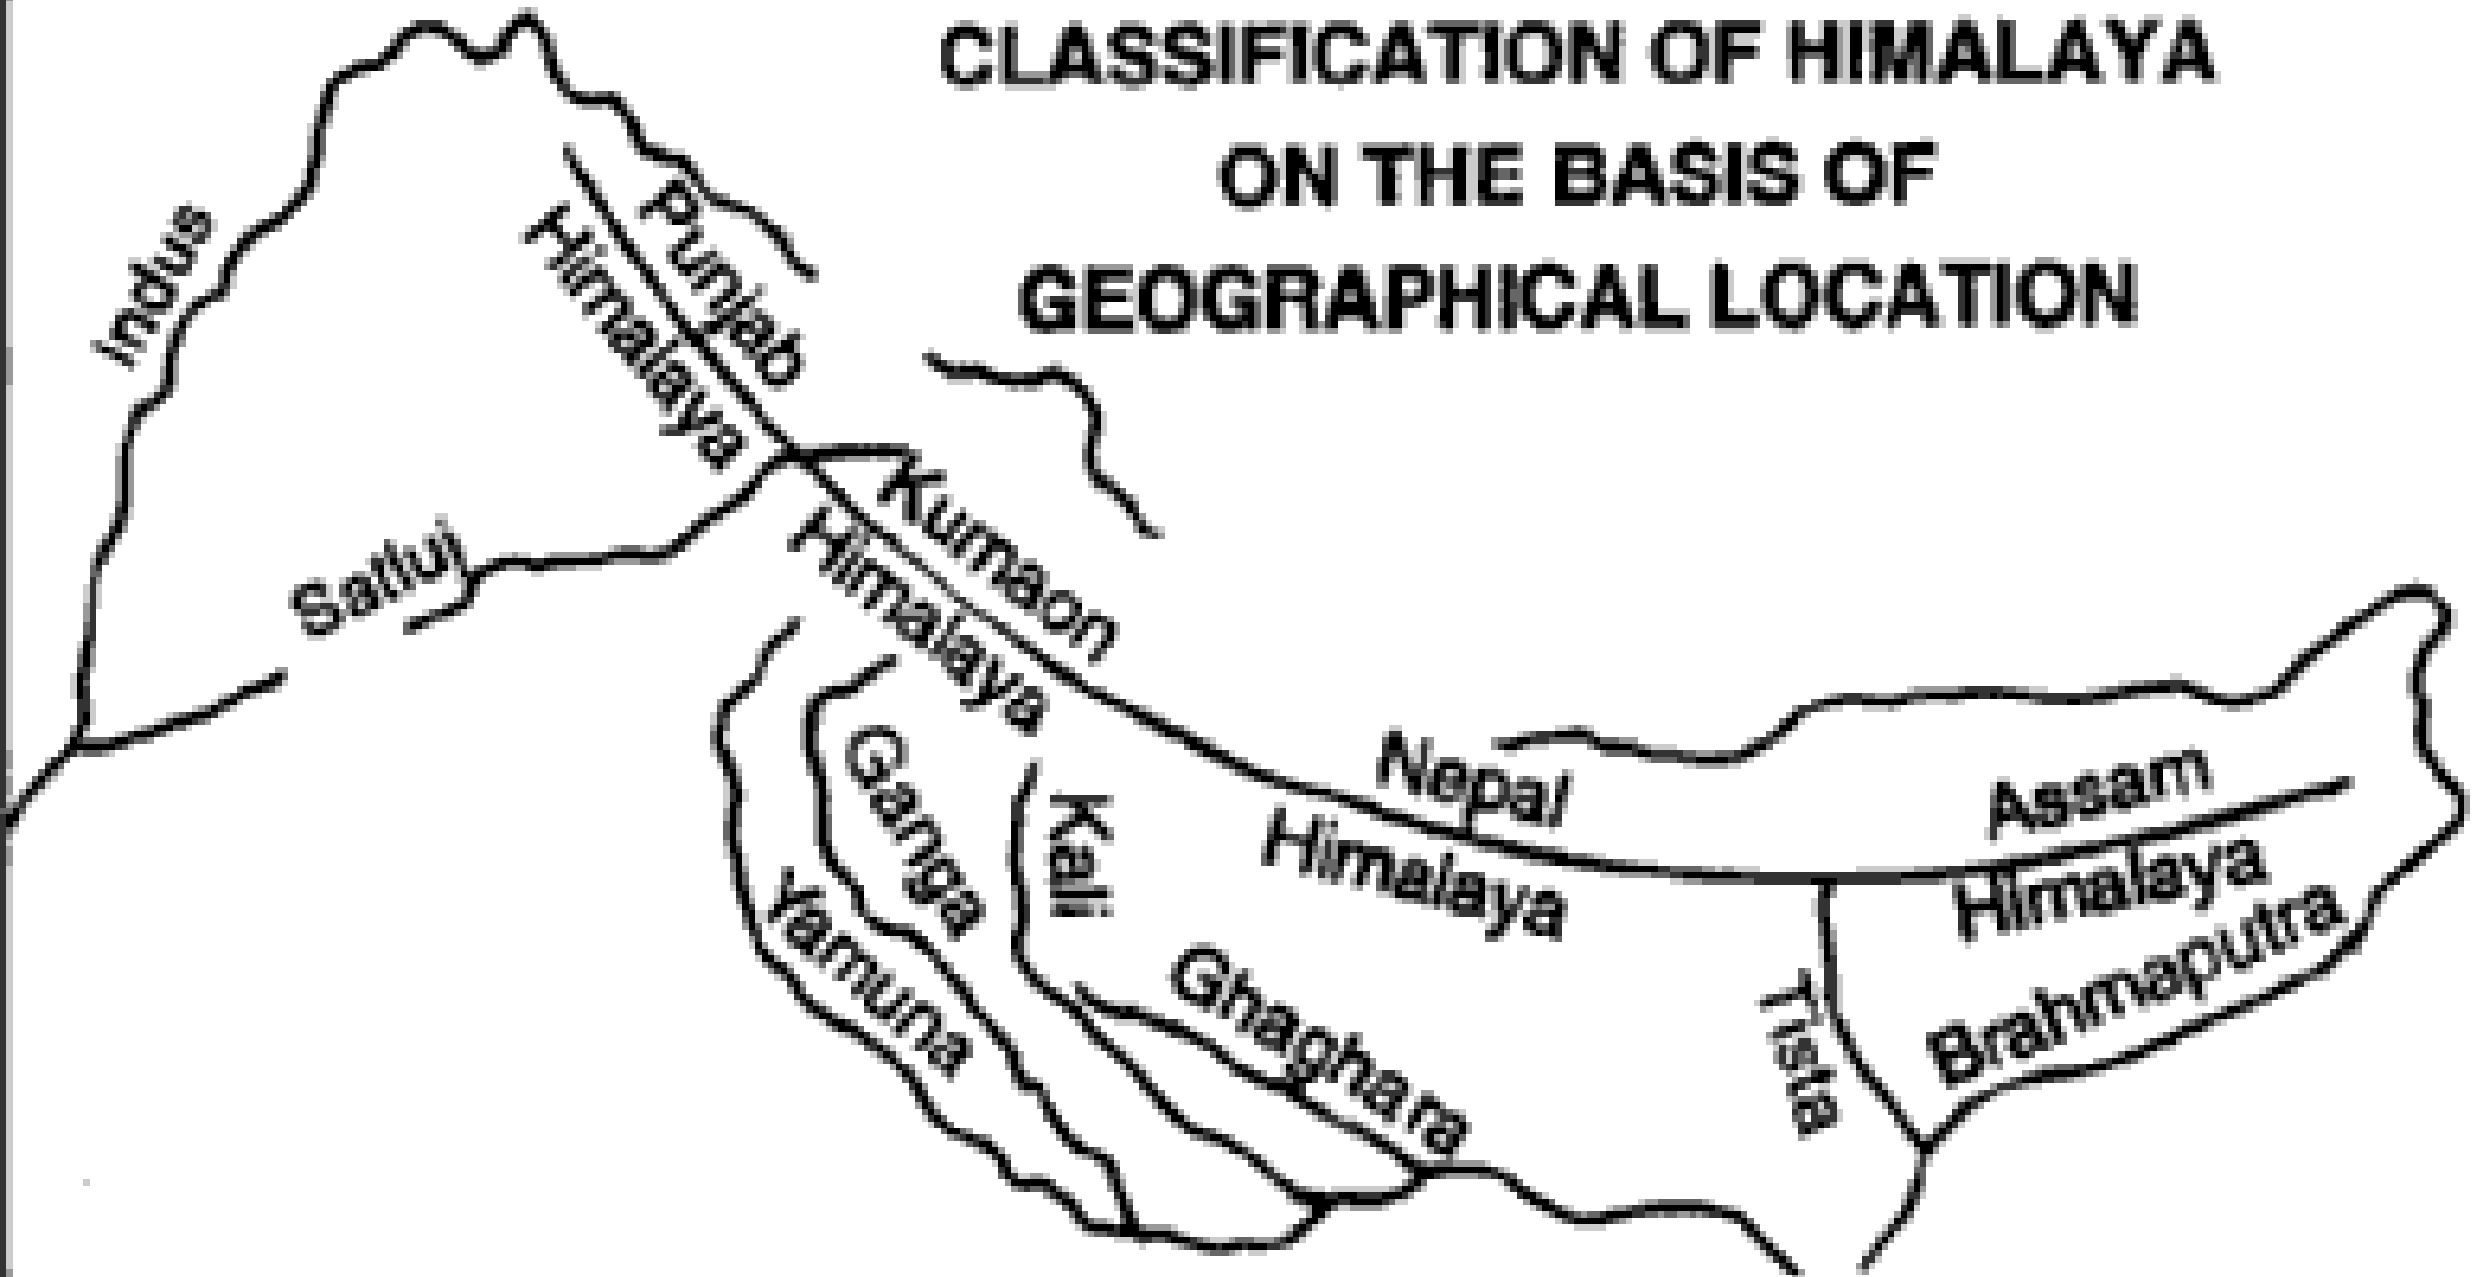 CLASSIFICATION OF HIMALAYA
ON THE BASIS OF
GEOGRAPHICAL LOCATION
Indus
Punjab
Himalaya
Satluj
Kumaon
Himalaya
Ganga
Yamuna
Kali
Ghaghara
Nepal
Himalaya
Assam
Himalaya
Tista
Brahmaputra